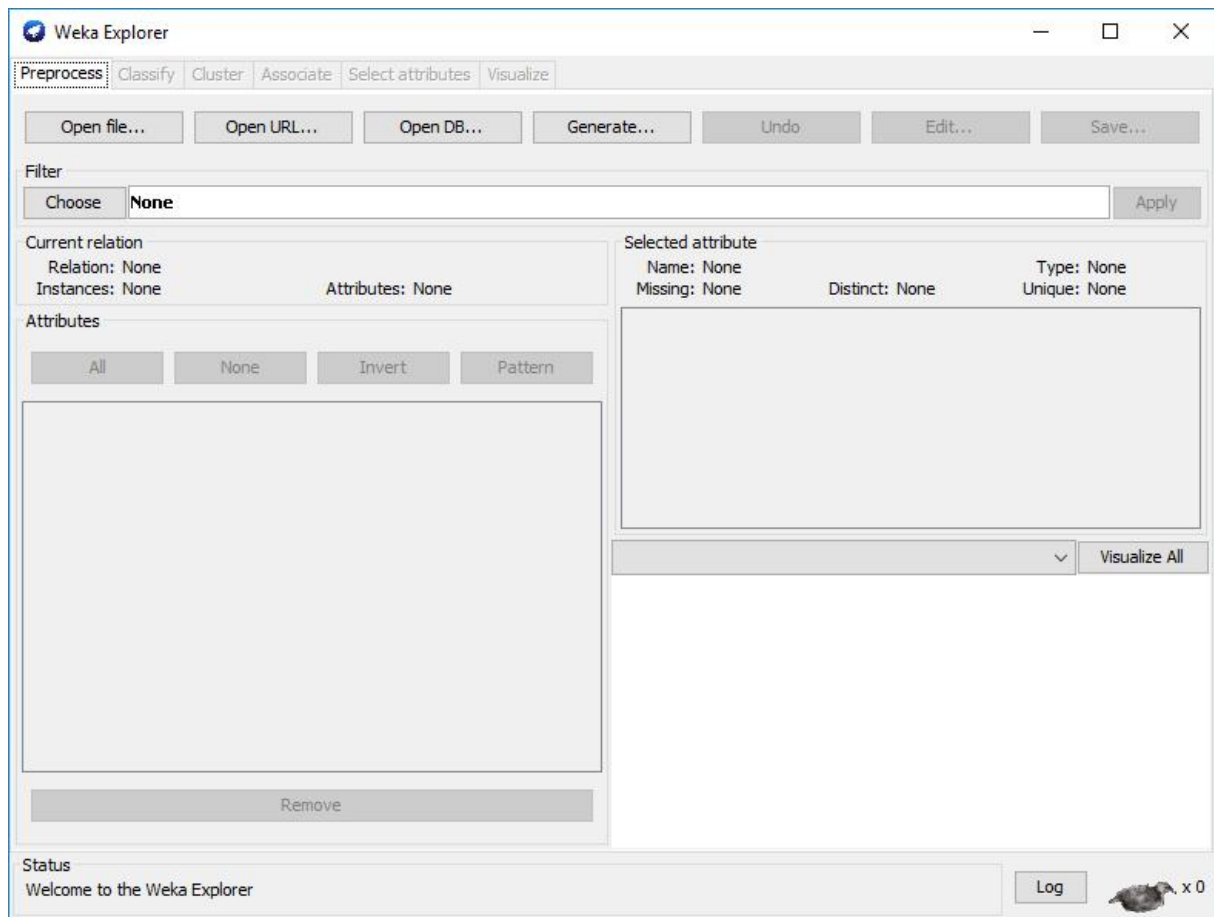 Weka Explorer
Preprocess Classify Cluster Associate Select attributes Visualize
Open file... Open URL... Open DB... Generate... Undo Edit... Save...
Filter
Choose None Apply
Current relation
Relation: None
Instances: None Attributes: None
Selected attribute
Name: None Type: None
Missing: None Distinct: None Unique: None
Attributes
All None Invert Pattern
Visualize All
Remove
Status
Welcome to the Weka Explorer
Log x 0